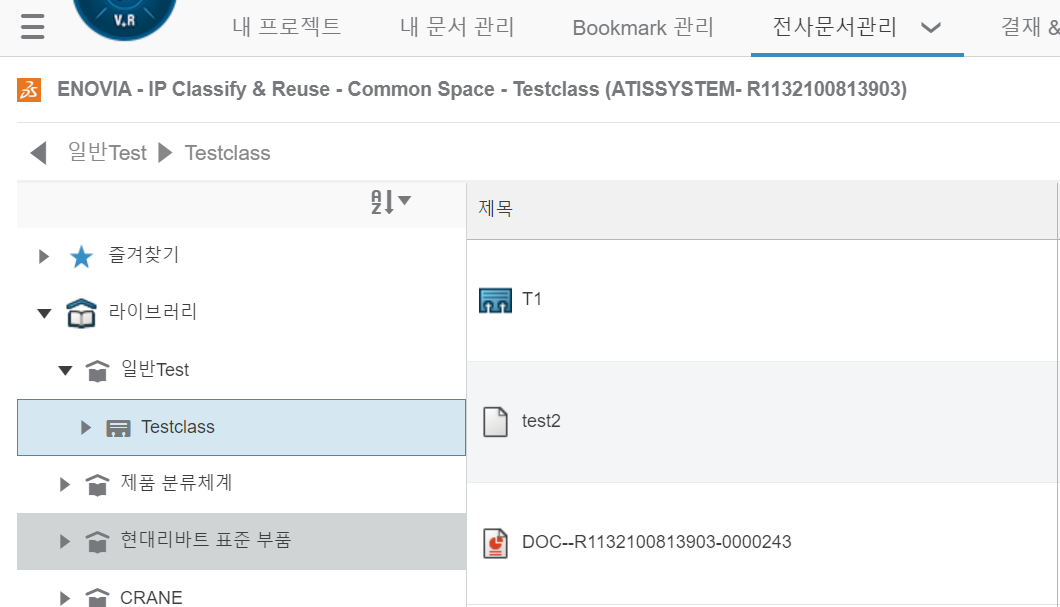 V.R
내 프로젝트 내 문서 관리 Bookmark 관리 전사문서관리 결재 &
ENOVIA - IP Classify & Reuse - Common Space - Testclass (ATISSYSTEM- R1132100813903)
일반Test Testclass
AZ
제목
즐겨찾기
라이브러리
일반Test
Testclass
제품 분류체계
현대리바트 표준 부품
CRANE
T1
test2
DOC--R1132100813903-0000243